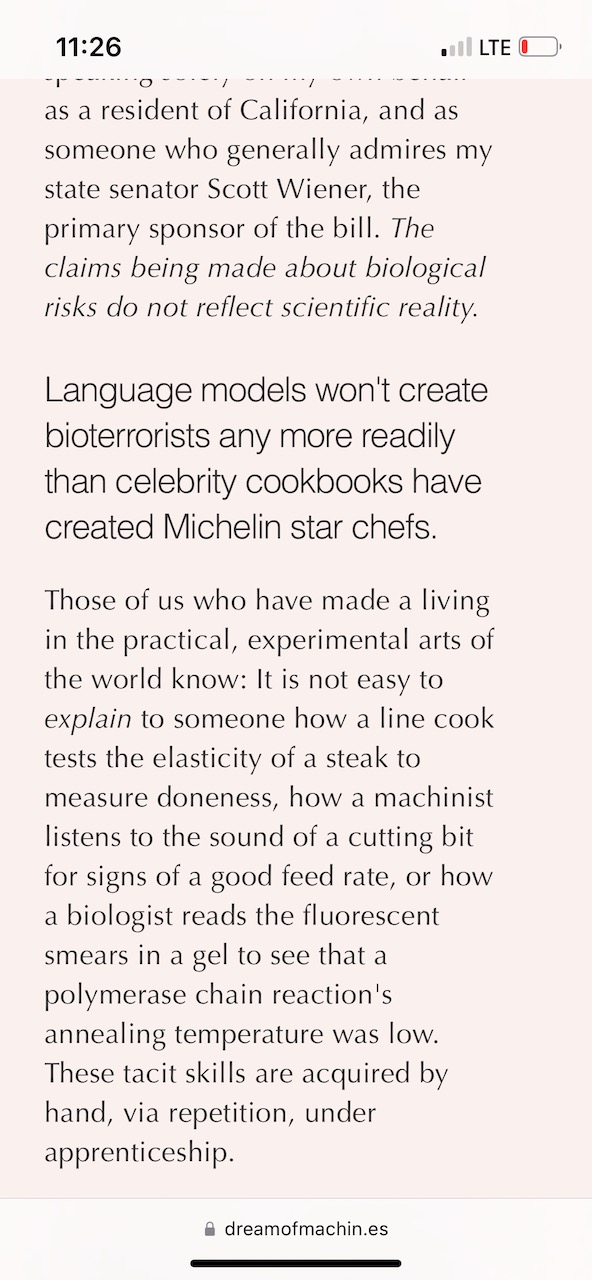 11:26
LTE
as a resident of California, and as
someone who generally admires my
state senator Scott Wiener, the
primary sponsor of the bill. The
claims being made about biological
risks do not reflect scientific reality.
Language models won't create
bioterrorists any more readily
than celebrity cookbooks have
created Michelin star chefs.
Those of us who have made a living
in the practical, experimental arts of
the world know: It is not easy to
explain to someone how a line cook
tests the elasticity of a steak to
measure doneness, how a machinist
listens to the sound of a cutting bit
for signs of a good feed rate, or how
a biologist reads the fluorescent
smears in a gel to see that a
polymerase chain reaction's
annealing temperature was low.
These tacit skills are acquired by
hand, via repetition, under
apprenticeship.
dreamofmachin.es